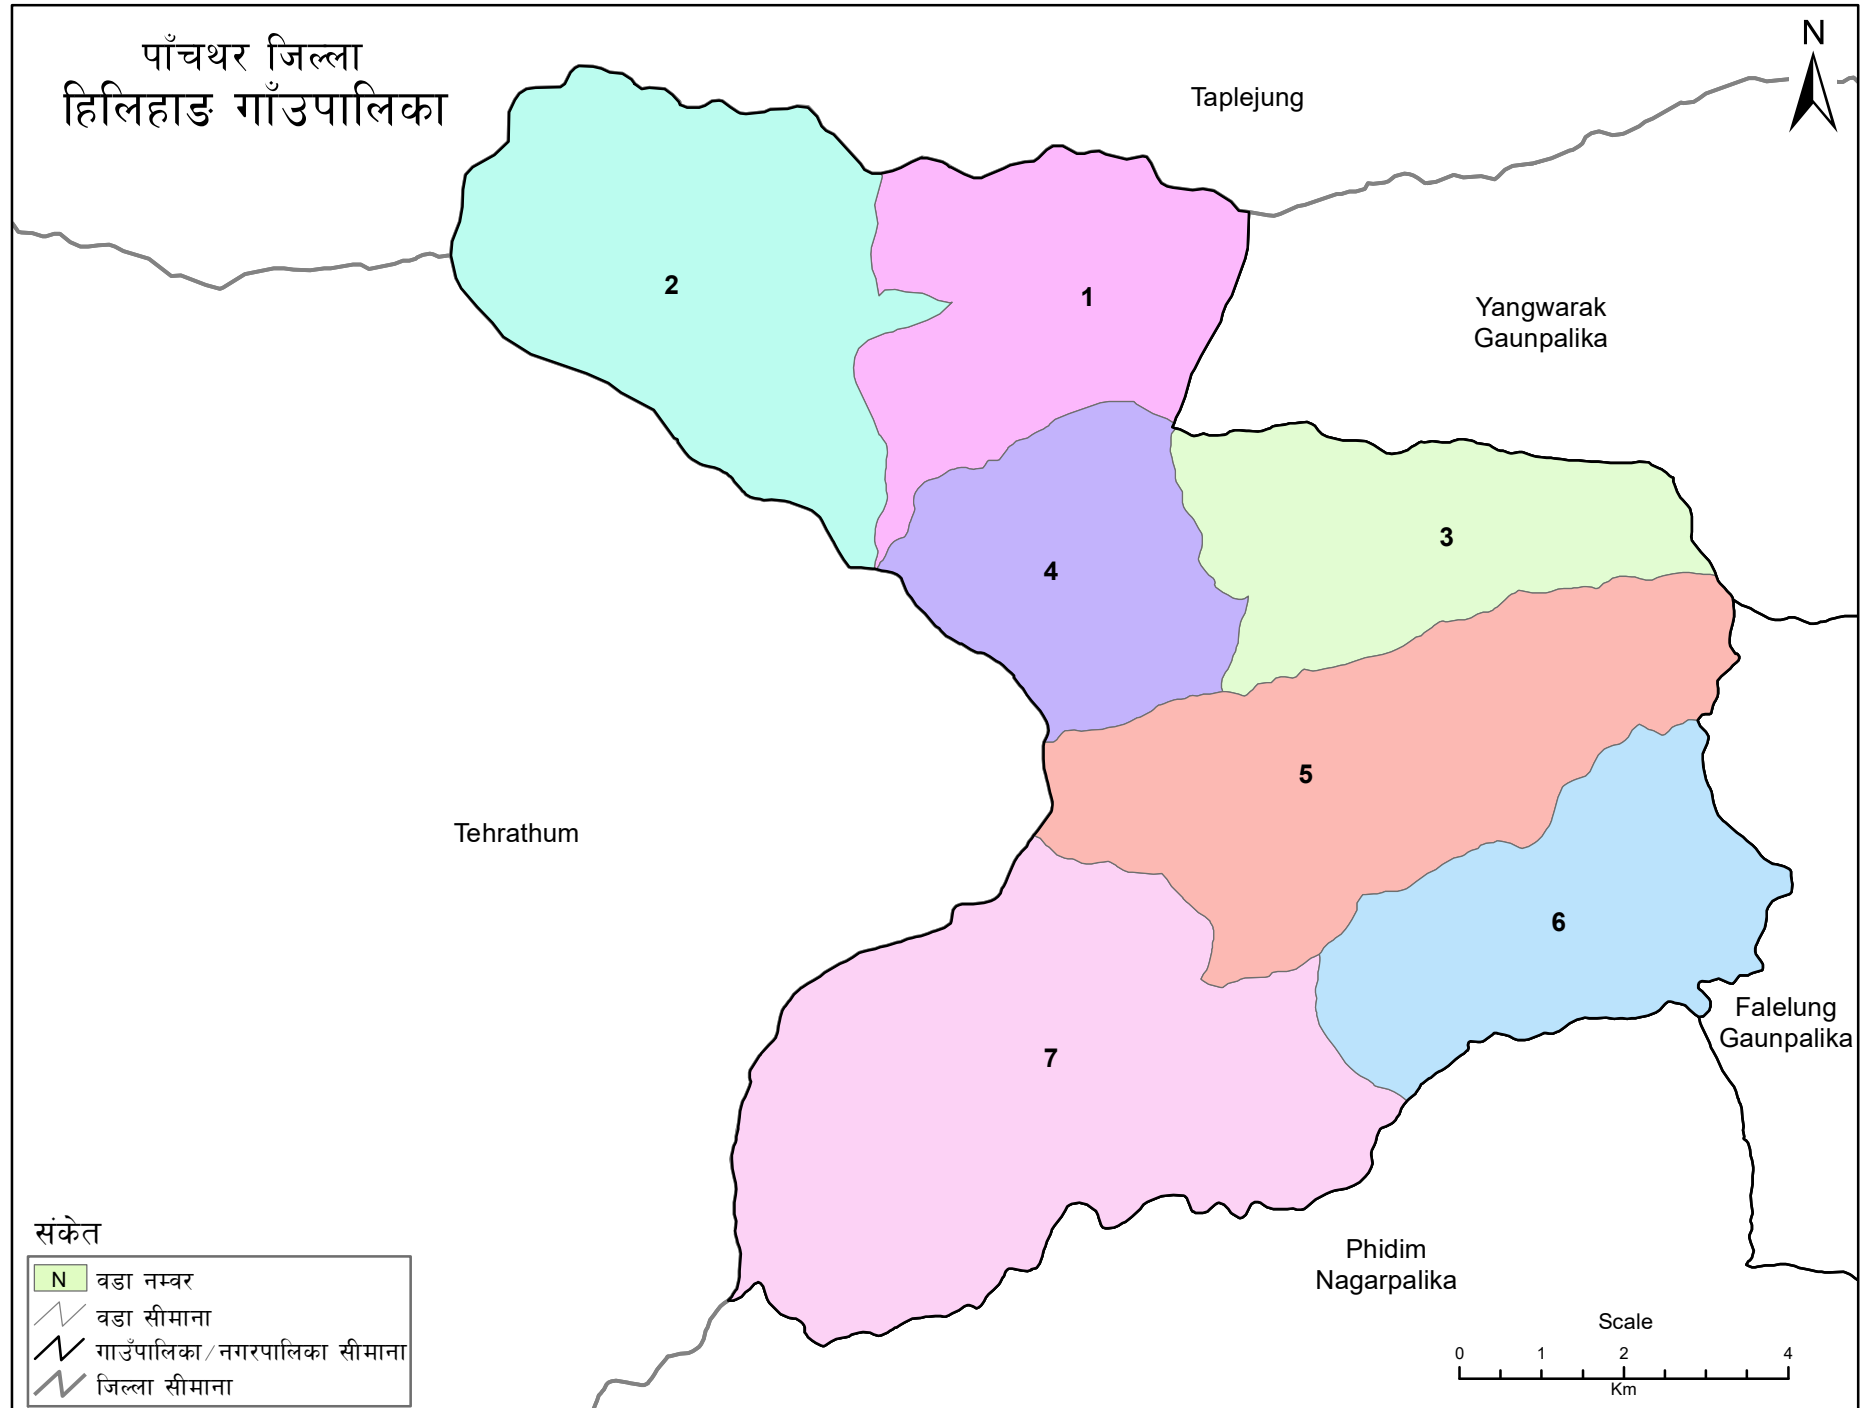 पाँचथर जिल्ला
हिलिहाङ गाँउपालिका
N
Taplejung
2
1
Yangwarak
Gaunpalika
3
4
5
Tehrathum
6
Falelung
Gaunpalika
7
Phidim
Nagarpalika
संकेत
N वडा नम्वर
वडा सीमाना
गाउँपालिका/नगरपालिका सीमाना
जिल्ला सीमाना
Scale
0 1 2 4
Km